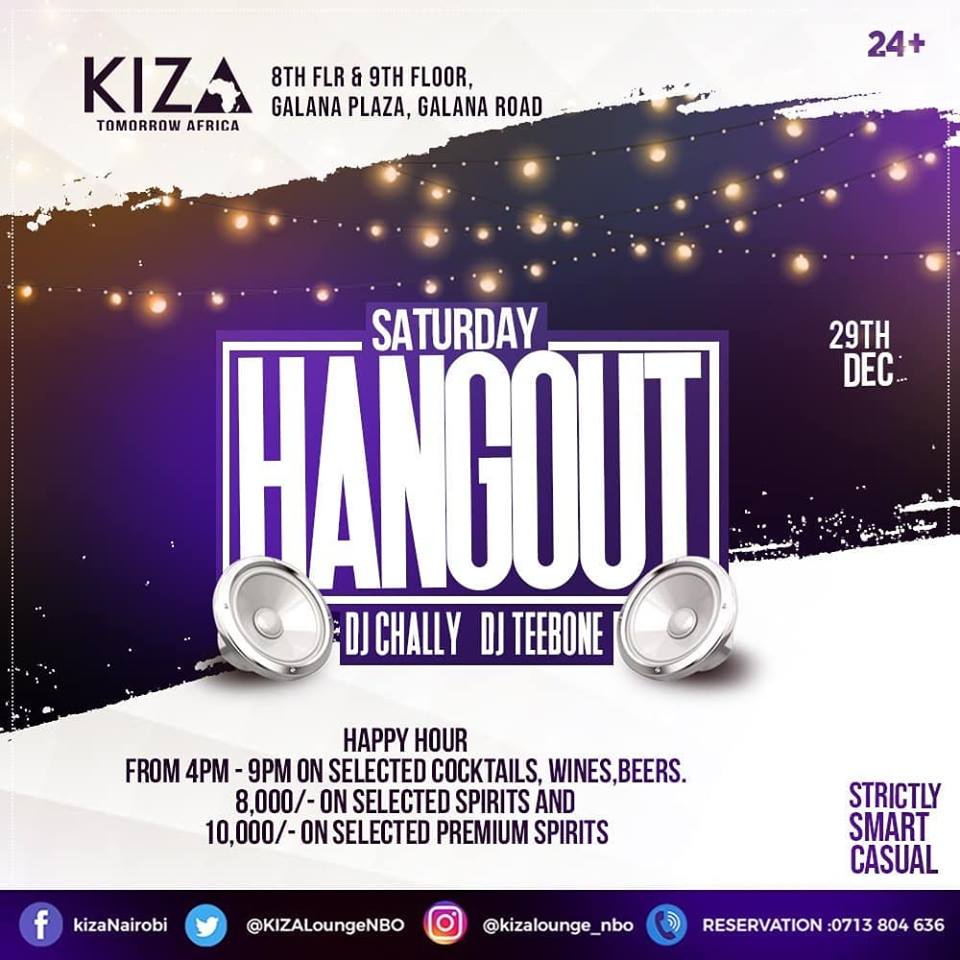 KIZA
TOMORROW AFRICA
8TH FLR & 9TH FLOOR,
GALANA PLAZA, GALANA ROAD
24+
SATURDAY
HANGOUT
29TH
DEC
DJ CHALLY DJ TEEBONE
HAPPY HOUR
FROM 4PM - 9PM ON SELECTED COCKTAILS, WINES,BEERS.
8,000/- ON SELECTED SPIRITS AND
10,000/- ON SELECTED PREMIUM SPIRITS
STRICTLY
SMART
CASUAL
kizaNairobi @KIZALoungeNBO @kizalounge_nbo RESERVATION :0713 804 636